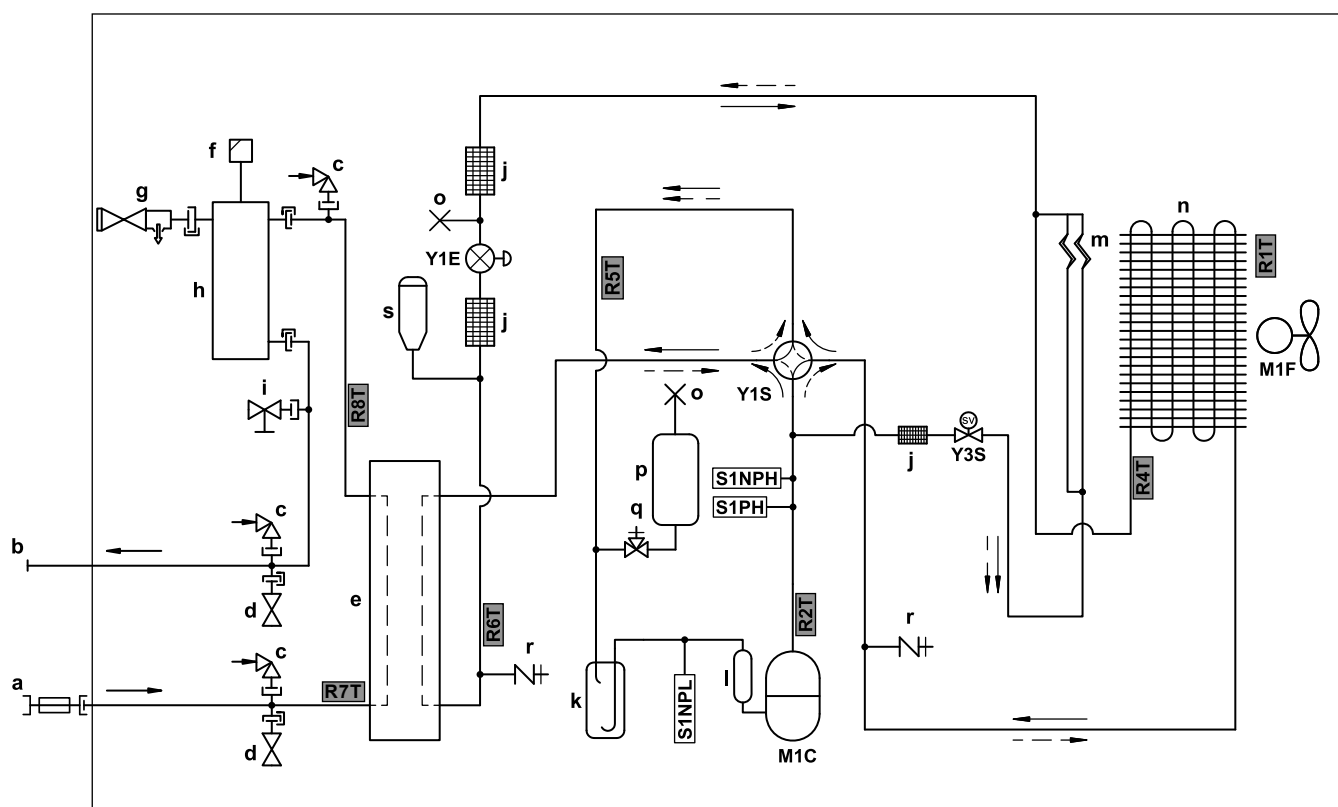 f
c
j
g
o
n
m
R1T
Y1E
R5T
h
s
j
M1F
Y1S
i
R8T
o
SV
j
Y3S
p
S1NPH
R4T
c
q
S1PH
b
e
d
R6T
R2T
r
r
c
a
R7T
k
l
S1NPL
d
M1C